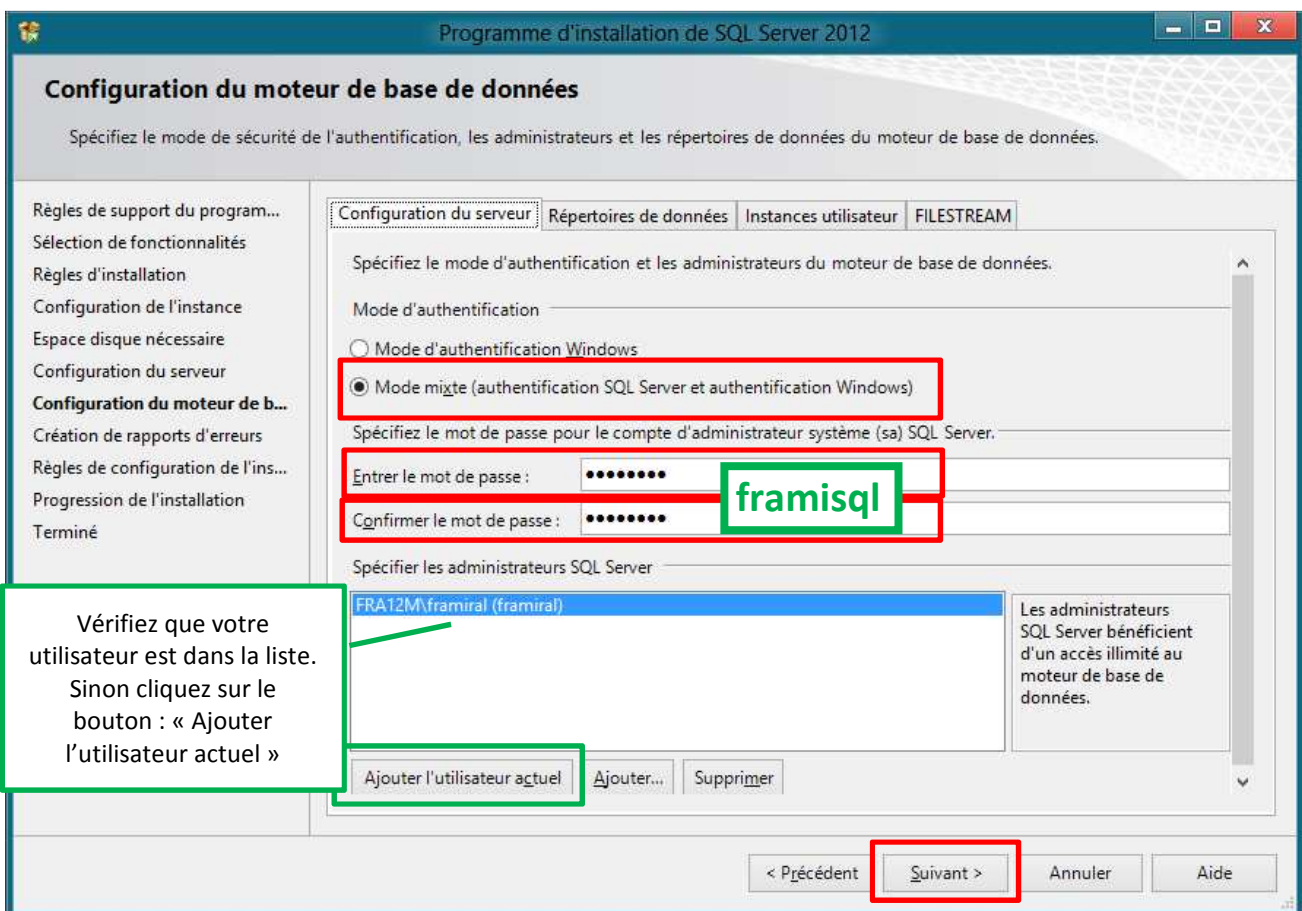 Programme d'installation de SQL Server 2012
Configuration du moteur de base de données
Spécifiez le mode de sécurité de l'authentification, les administrateurs et les répertoires de données du moteur de base de données.
Règles de support du program...
Sélection de fonctionnalités
Règles d'installation
Configuration de l'instance
Espace disque nécessaire
Configuration du serveur
Configuration du moteur de b...
Création de rapports d'erreurs
Règles de configuration de l'ins...
Progression de l'installation
Terminé
Configuration du serveur Répertoires de données Instances utilisateur FILESTREAM
Spécifiez le mode d'authentification et les administrateurs du moteur de base de données.
Mode d'authentification
Mode d'authentification Windows
Mode mixte (authentification SQL Server et authentification Windows)
Spécifiez le mot de passe pour le compte d'administrateur système (sa) SQL Server.
Entrer le mot de passe : ●●●●●●●●
framisql
Confirmer le mot de passe : ●●●●●●●●
Spécifier les administrateurs SQL Server
FRA12M\framiral (framiral)
Les administrateurs
SQL Server bénéficient
d'un accès illimité au
moteur de base de
données.
Vérifiez que votre
utilisateur est dans la liste.
Sinon cliquez sur le
bouton : « Ajouter
l’utilisateur actuel »
Ajouter l'utilisateur actuel Ajouter... Supprimer
< Précédent Suivant > Annuler Aide